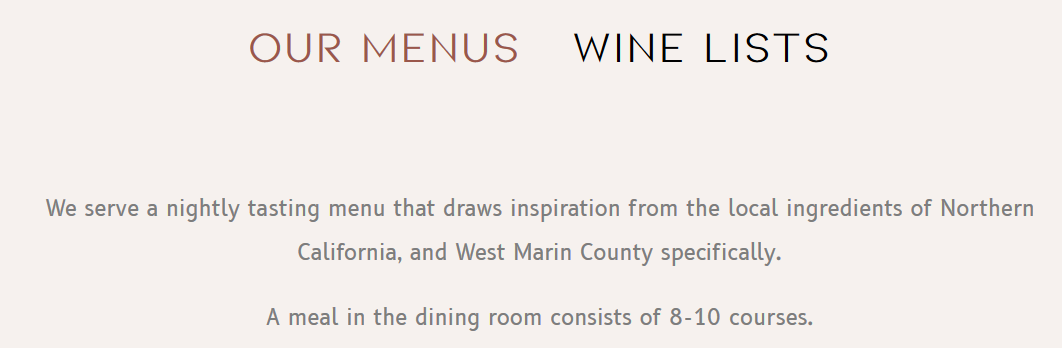 OUR MENUS WINE LISTS
We serve a nightly tasting menu that draws inspiration from the local ingredients of Northern
California, and West Marin County specifically.
A meal in the dining room consists of 8-10 courses.